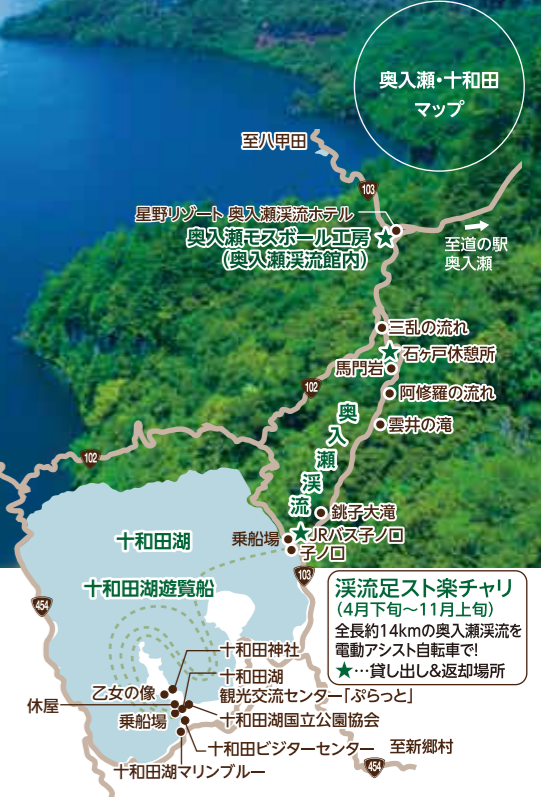 奥入瀬・十和田
マップ
至八甲田
103
星野リゾート 奥入瀬渓流ホテル
奥入瀬モスボール工房
(奥入瀬渓流館内)
至道の駅
奥入瀬
三乱の流れ
石ヶ戸休憩所
馬門岩
102
阿修羅の流れ
雲井の滝
奥入瀬渓流
102
銚子大滝
JRバス子ノ口
乗船場
子ノ口
十和田湖
103
十和田湖遊覧船
454
渓流足スト楽チャリ
(4月下旬〜11月上旬)
全長約14kmの奥入瀬渓流を
電動アシスト自転車で!
★…貸し出し&返却場所
十和田神社
十和田湖
観光交流センター「ぷらっと」
乙女の像
休屋
乗船場
十和田湖国立公園協会
十和田ビジターセンター
十和田湖マリンブルー
至新郷村
454